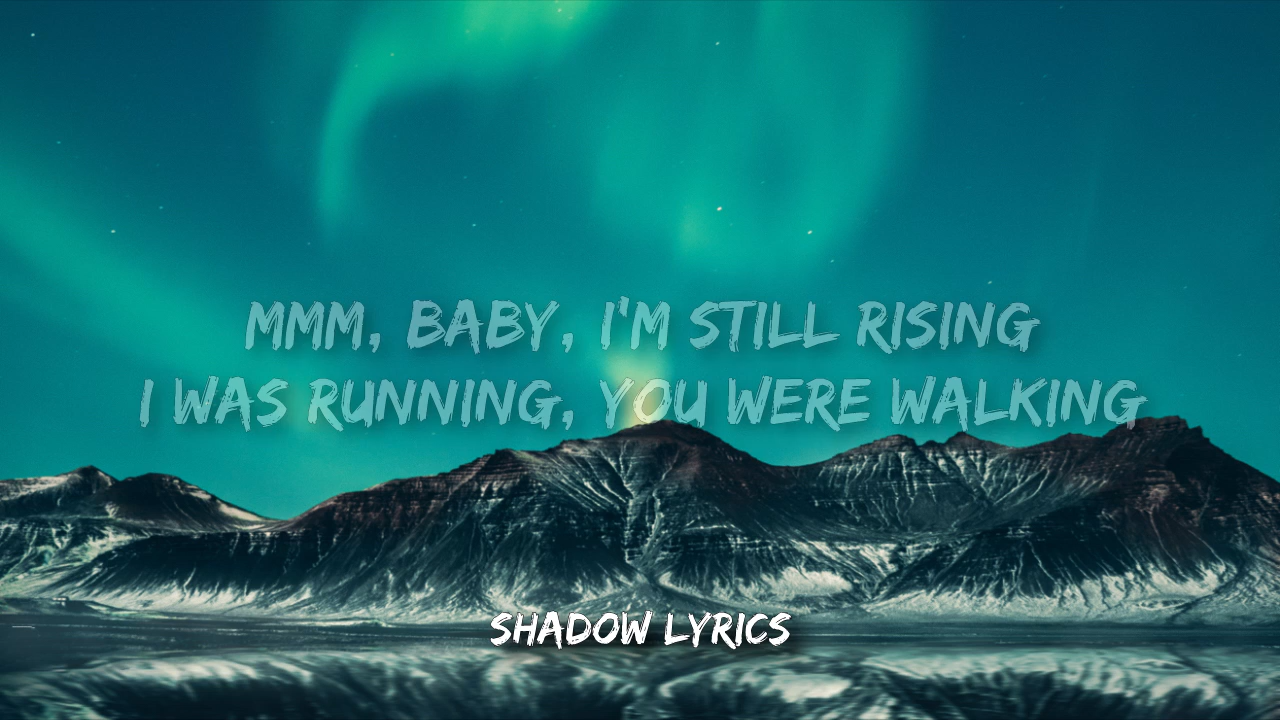 MMM, BABY, I'M STILL RISING
I WAS RUNNING, YOU WERE WALKING
SHADOW LYRICS